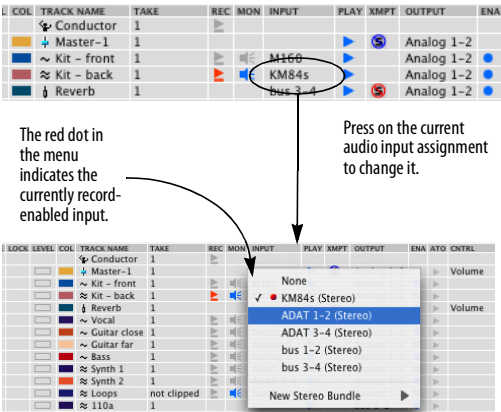 L COL TRACK NAME TAKE REC MON INPUT PLAY XMPT OUTPUT ENA
Conductor 1
Master-1 1 S Analog 1-2
Kit - front 1 M160 Analog 1-2
Kit - back 1 KM84s Analog 1-2
Reverb 1 bus 3-4 S Analog 1-2
The red dot in
the menu
indicates the
currently record-
enabled input.
Press on the current
audio input assignment
to change it.
LOCK LEVEL COL TRACK NAME TAKE REC MON INPUT PLAY XMPT OUTPUT ENA ATO CNTRL
Conductor 1
Master-1 1 Volume
Kit - front 1
Kit - back 1
Reverb 1 Volume
Vocal 1
Guitar close 1
Guitar far 1
Bass 1
Synth 1 1
Synth 2 1
Loops not clipped
110a 1
None
✓ KM84s (Stereo)
ADAT 1-2 (Stereo)
ADAT 3-4 (Stereo)
bus 1-2 (Stereo)
bus 3-4 (Stereo)
New Stereo Bundle